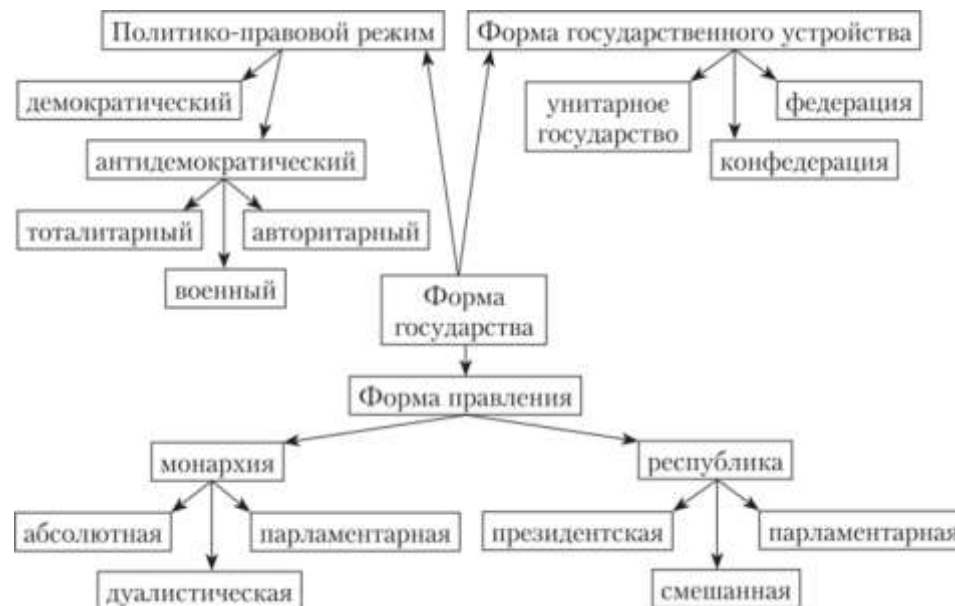 Политико-правовой режим
Форма государственного устройства
демократический
унитарное
государство
федерация
антидемократический
конфедерация
тоталитарный
авторитарный
военный
Форма
государства
Форма правления
монархия
республика
абсолютная
парламентарная
президентская
парламентарная
дуалистическая
смешанная